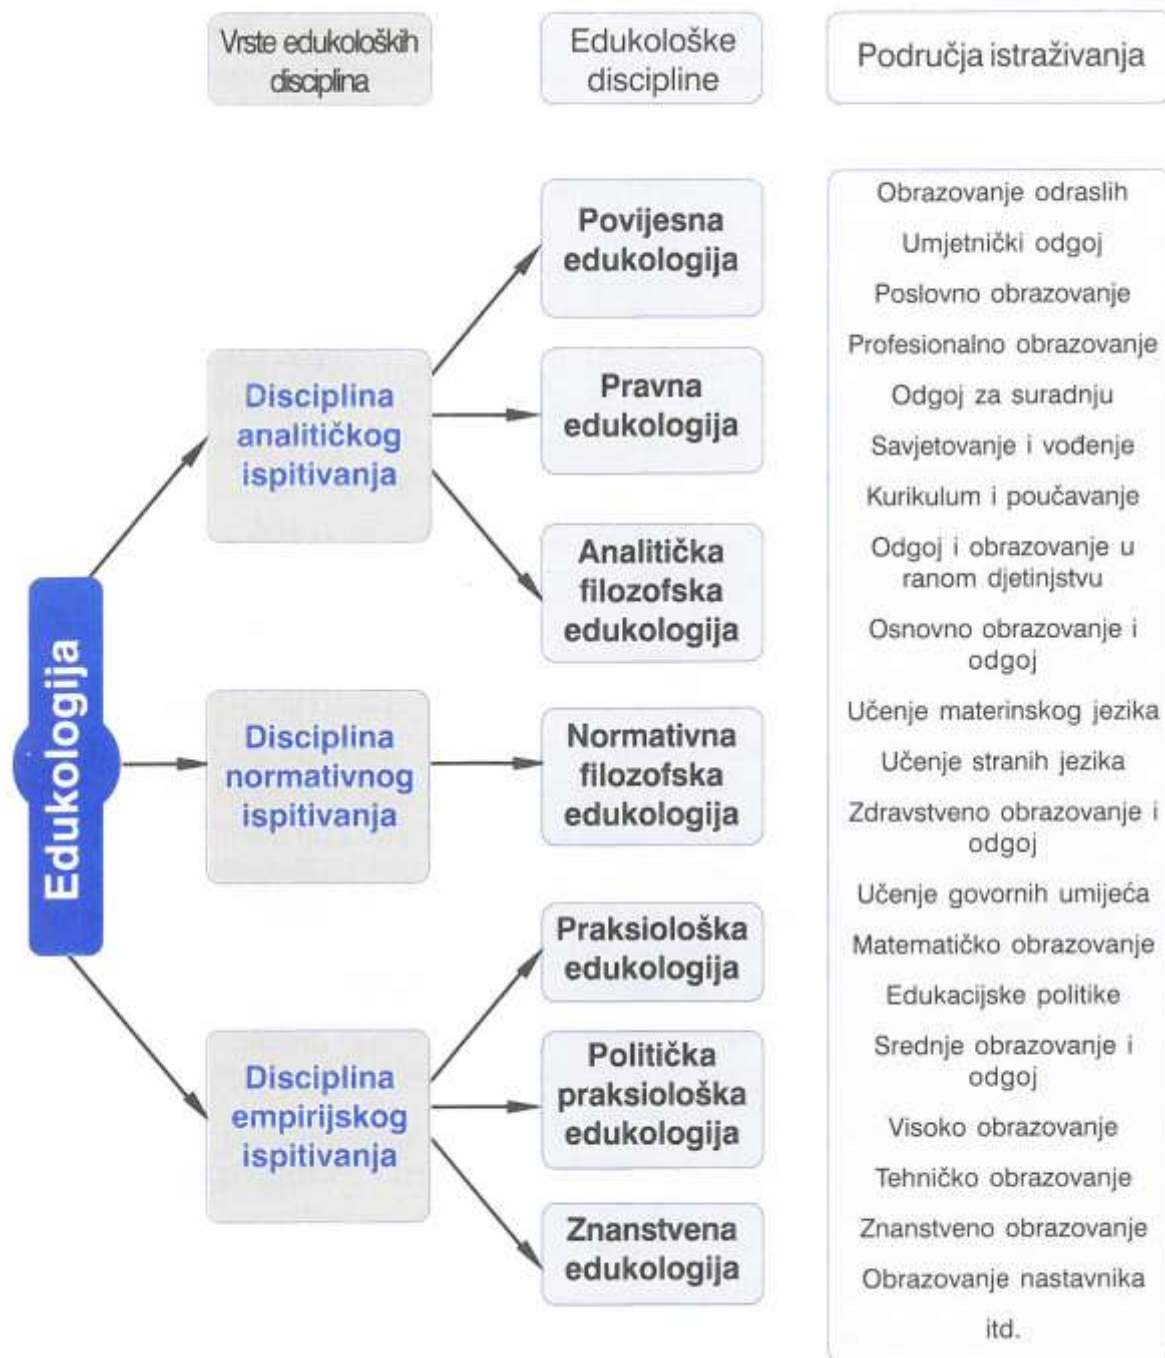 Vrste edukoloških
disciplina
Edukološke
discipline
Područja istraživanja
Edukologija
Disciplina
analitičkog
ispitivanja
Disciplina
normativnog
ispitivanja
Disciplina
empirijskog
ispitivanja
Povijesna
edukologija
Pravna
edukologija
Analitička
filozofska
edukologija
Normativna
filozofska
edukologija
Praksiološka
edukologija
Politička
praksiološka
edukologija
Znanstvena
edukologija
Obrazovanje odraslih
Umjetnički odgoj
Poslovno obrazovanje
Profesionalno obrazovanje
Odgoj za suradnju
Savjetovanje i vođenje
Kurikulum i poučavanje
Odgoj i obrazovanje u
ranom djetinjstvu
Osnovno obrazovanje i
odgoj
Učenje materinskog jezika
Učenje stranih jezika
Zdravstveno obrazovanje i
odgoj
Učenje govornih umijeća
Matematičko obrazovanje
Edukacijske politike
Srednje obrazovanje i
odgoj
Visoko obrazovanje
Tehničko obrazovanje
Znanstveno obrazovanje
Obrazovanje nastavnika
itd.